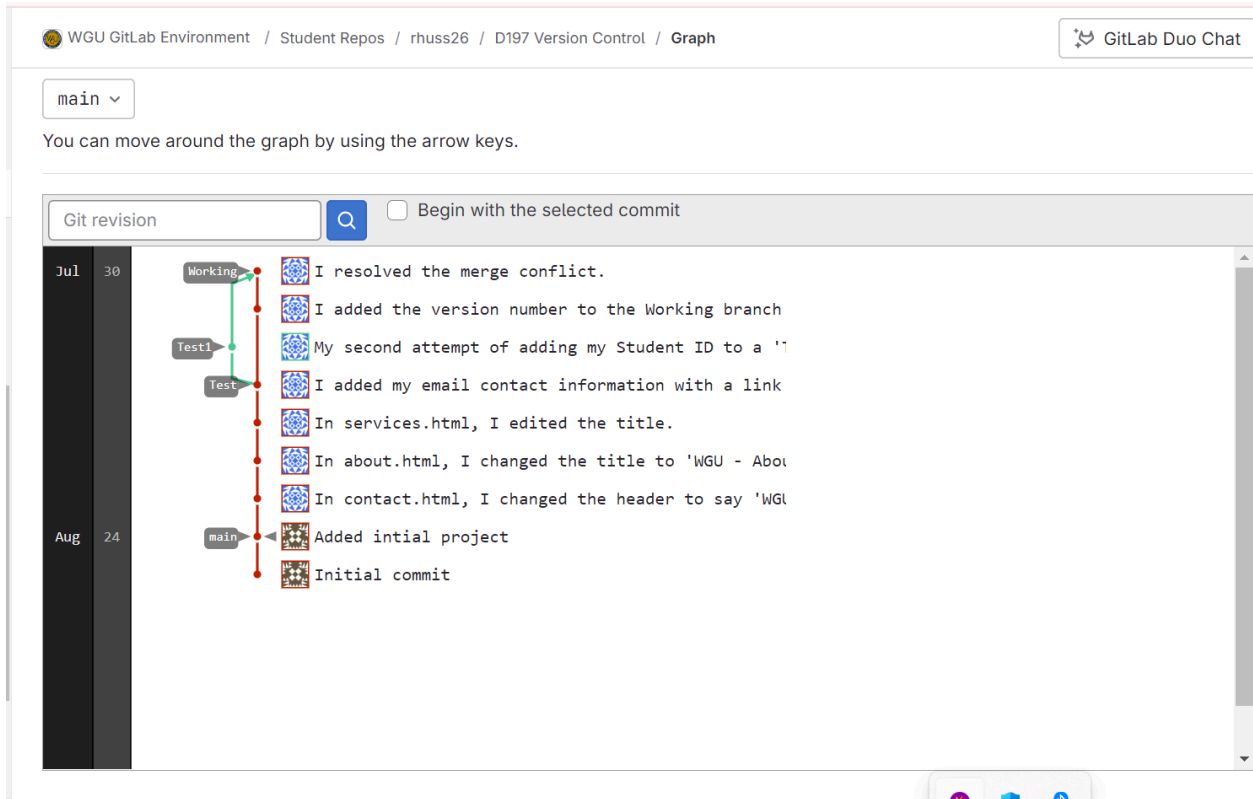 WGU GitLab Environment / Student Repos / rhuss26 / D197 Version Control / Graph
GitLab Duo Chat
main
You can move around the graph by using the arrow keys.
Git revision
Begin with the selected commit
Jul 30 Working I resolved the merge conflict.
I added the version number to the Working branch
Test1 My second attempt of adding my Student ID to a '
Test I added my email contact information with a link
In services.html, I edited the title.
In about.html, I changed the title to 'WGU - Abou
In contact.html, I changed the header to say 'WGU
Aug 24 main Added intial project
Initial commit